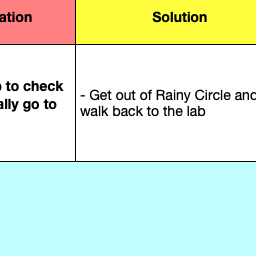 ation
Solution
o to check
ally go to
- Get out of Rainy Circle and
walk back to the lab